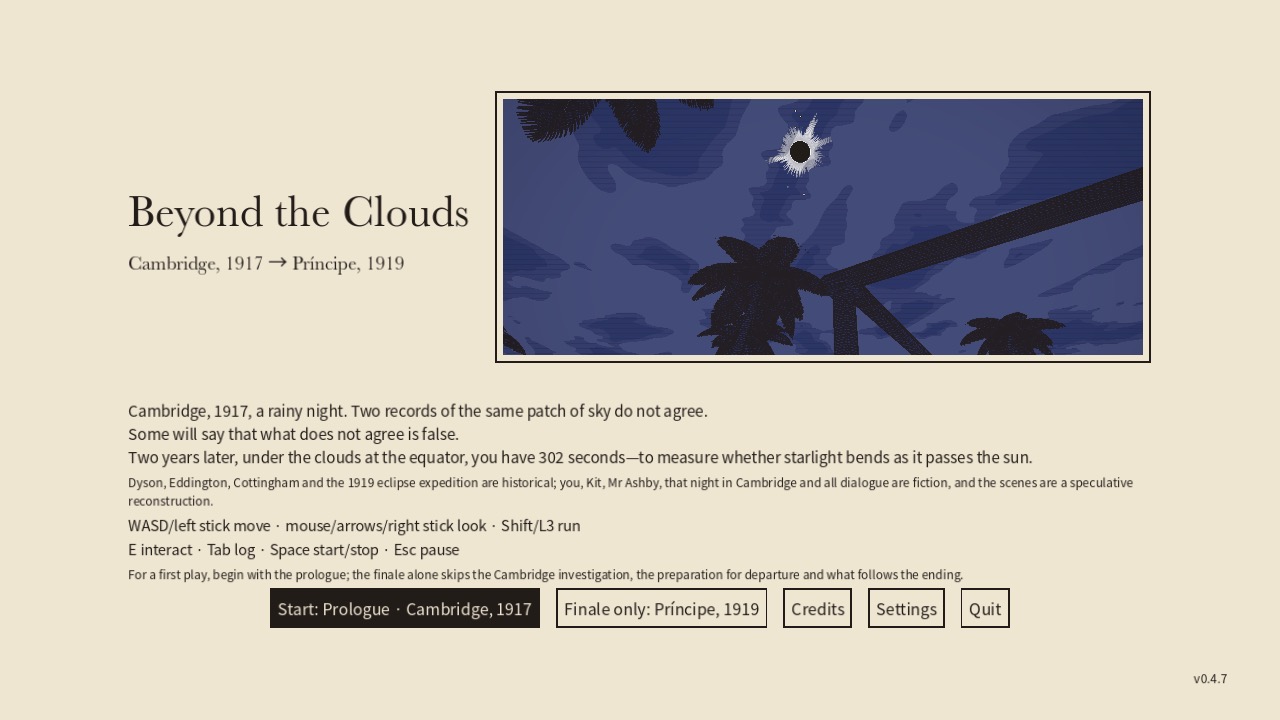 Beyond the Clouds
Cambridge, 1917 → Príncipe, 1919
Cambridge, 1917, a rainy night. Two records of the same patch of sky do not agree.
Some will say that what does not agree is false.
Two years later, under the clouds at the equator, you have 302 seconds—to measure whether starlight bends as it passes the sun.
Dyson, Eddington, Cottingham and the 1919 eclipse expedition are historical; you, Kit, Mr Ashby, that night in Cambridge and all dialogue are fiction, and the scenes are a speculative
reconstruction.
WASD/left stick move · mouse/arrows/right stick look · Shift/L3 run
E interact · Tab log · Space start/stop · Esc pause
For a first play, begin with the prologue; the finale alone skips the Cambridge investigation, the preparation for departure and what follows the ending.
Start: Prologue · Cambridge, 1917
Finale only: Príncipe, 1919
Credits
Settings
Quit
v0.4.7